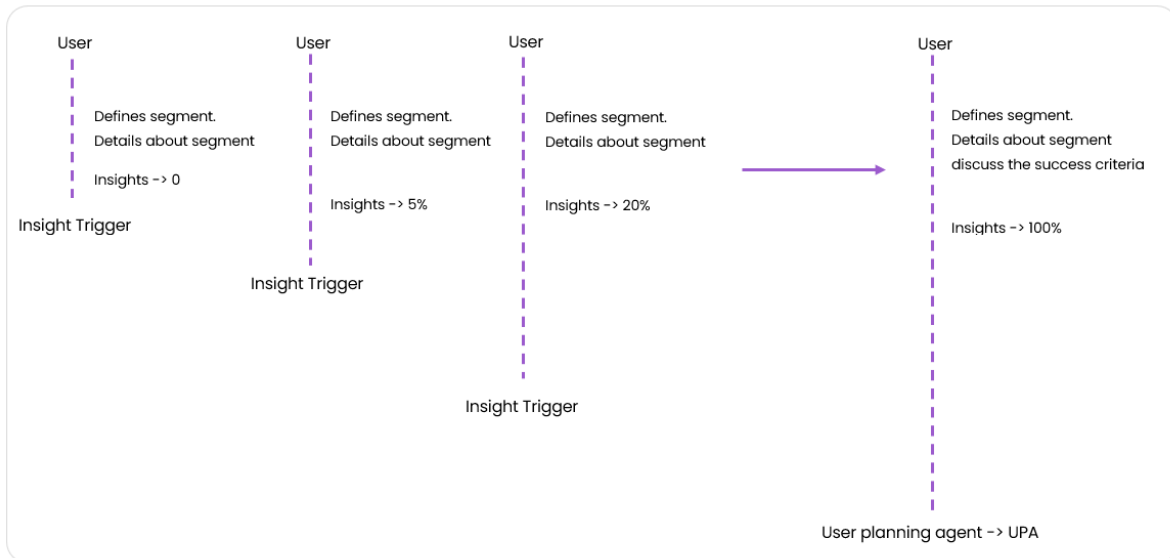 User
Defines segment.
Details about segment
Insights -> 0
Insight Trigger
User
Defines segment.
Details about segment
Insights -> 5%
Insight Trigger
User
Defines segment.
Details about segment
Insights -> 20%
Insight Trigger
User
Defines segment.
Details about segment
discuss the success criteria
Insights -> 100%
User planning agent -> UPA